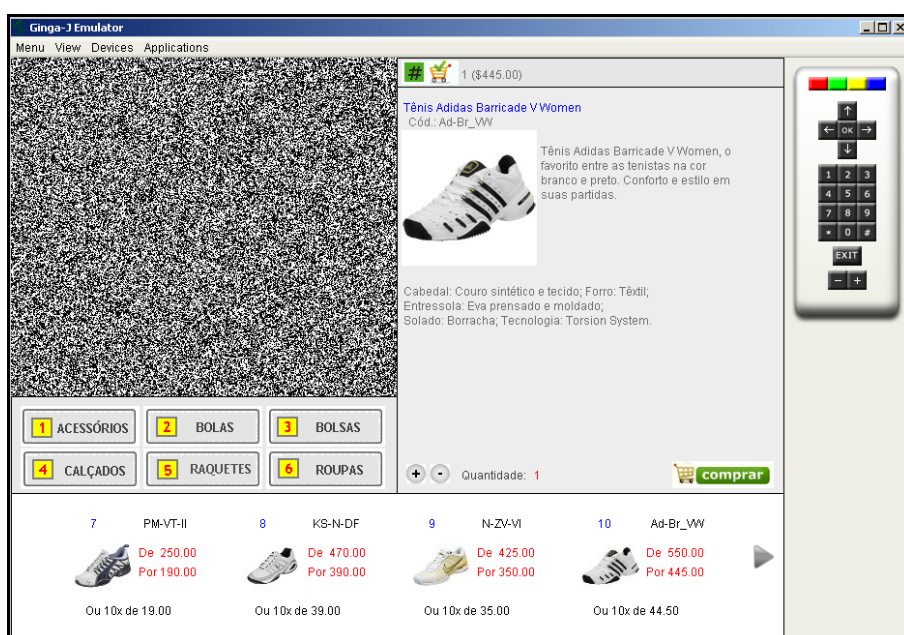 Ginga-J Emulator
Menu View Devices Applications
# 1 ($445.00)
Tênis Adidas Barricade V Women
Cód.: Ad-Br_VW
Tênis Adidas Barricade V Women, o
favorito entre as tenistas na cor
branco e preto. Conforto e estilo em
suas partidas.
Cabedal: Couro sintético e tecido; Forro: Têxtil;
Entressola: Eva prensado e moldado;
Solado: Borracha; Tecnologia: Torsion System.
+ - Quantidade: 1 comprar
1 ACESSÓRIOS 2 BOLAS 3 BOLSAS
4 CALÇADOS 5 RAQUETES 6 ROUPAS
7 PM-VT-II 8 KS-N-DF 9 N-ZV-VI 10 Ad-Br_VW
De 250.00 De 470.00 De 425.00 De 550.00
Por 190.00 Por 390.00 Por 350.00 Por 445.00
Ou 10x de 19.00 Ou 10x de 39.00 Ou 10x de 35.00 Ou 10x de 44.50
OK
1 2 3
4 5 6
7 8 9
* 0 #
EXIT
- +